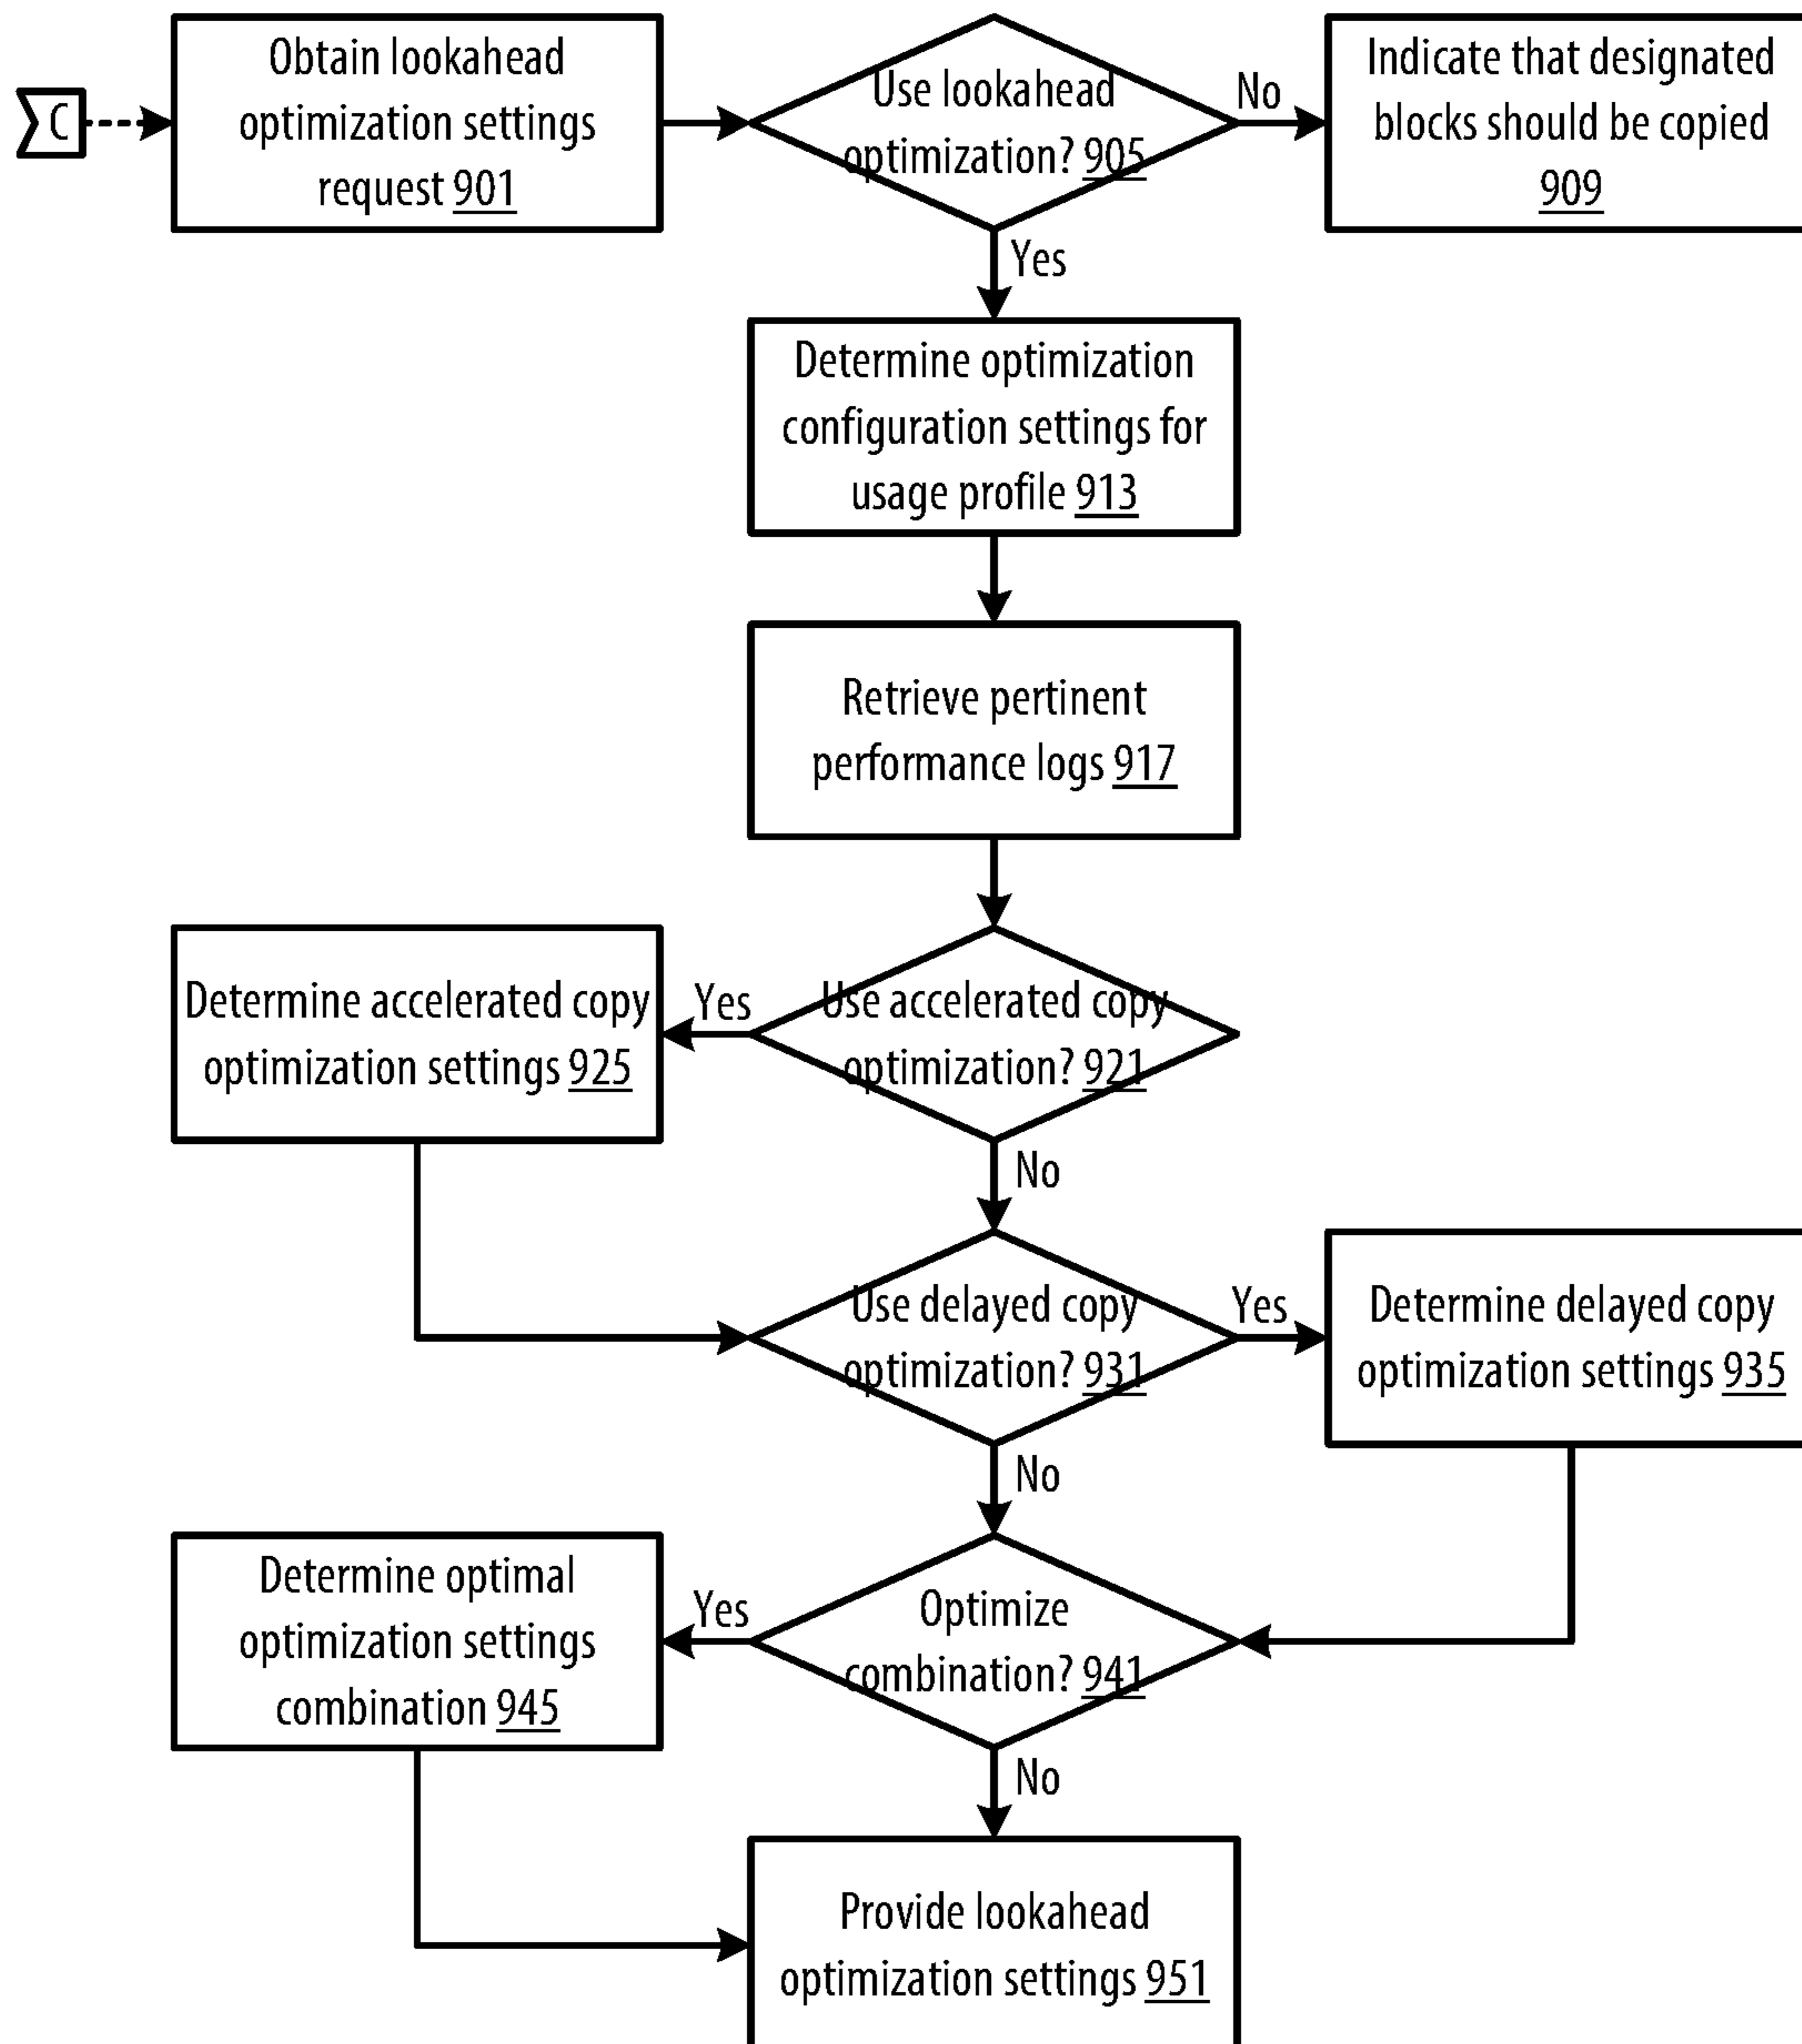 C
Obtain lookahead
optimization settings
request 901
Use lookahead
optimization? 905
No
Indicate that designated
blocks should be copied
909
Yes
Determine optimization
configuration settings for
usage profile 913
Retrieve pertinent
performance logs 917
Determine accelerated copy
optimization settings 925
Yes
Use accelerated copy
optimization? 921
No
Use delayed copy
optimization? 931
Yes
Determine delayed copy
optimization settings 935
No
Determine optimal
optimization settings
combination 945
Yes
Optimize
combination? 941
No
Provide lookahead
optimization settings 951